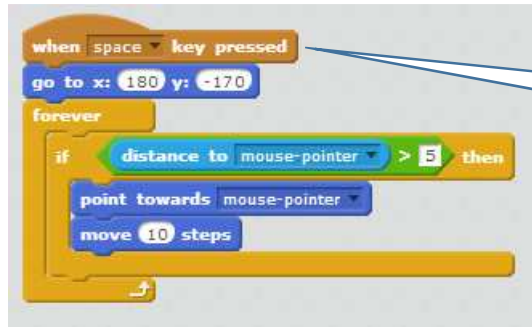 when space key pressed
go to x: 180 y: -170
forever
if distance to mouse-pointer > 5 then
point towards mouse-pointer
move 10 steps